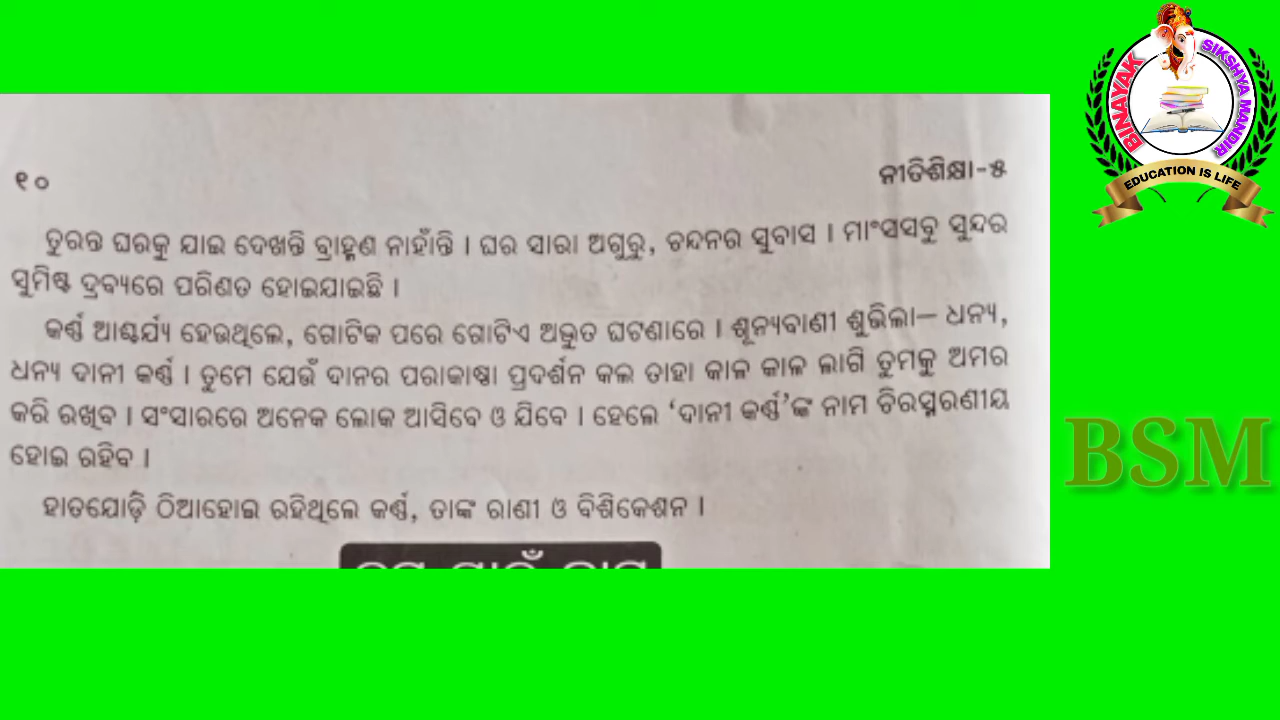 ୧୦
ନୀତିଶିକ୍ଷା-୫
ତୁରନ୍ତ ଘରକୁ ଯାଇ ଦେଖନ୍ତି ବ୍ରାହ୍ମଣ ନାହାଁନ୍ତି । ଘର ସାରା ଅଗୁରୁ, ଚନ୍ଦନର ସୁବାସ । ମାଂସସବୁ ସୁନ୍ଦର
ସୁମିଷ୍ଟ ଦ୍ରବ୍ୟରେ ପରିଣତ ହୋଇଯାଇଛି ।
କର୍ଣ୍ଣ ଆଶ୍ଚର୍ଯ୍ୟ ହେଉଥିଲେ, ଗୋଟିକ ପରେ ଗୋଟିଏ ଅଦ୍ଭୁତ ଘଟଣାରେ । ଶୂନ୍ୟବାଣୀ ଶୁଭିଲା— ଧନ୍ୟ,
ଧନ୍ୟ ଦାନୀ କର୍ଣ୍ଣ । ତୁମେ ଯେଉଁ ଦାନର ପରାକାଷ୍ଠା ପ୍ରଦର୍ଶନ କଲ ତାହା କାଳ କାଳ ଲାଗି ତୁମକୁ ଅମର
କରି ରଖିବ । ସଂସାରରେ ଅନେକ ଲୋକ ଆସିବେ ଓ ଯିବେ । ହେଲେ ‘ଦାନୀ କର୍ଣ୍ଣ’ଙ୍କ ନାମ ଚିରସ୍ମରଣୀୟ
ହୋଇ ରହିବ ।
ହାତଯୋଡ଼ି ଠିଆହୋଇ ରହିଥିଲେ କର୍ଣ୍ଣ, ତାଙ୍କ ରାଣୀ ଓ ବିଶିକେଶନ ।
BINAYAK SIKSHYA MANDIR
EDUCATION IS LIFE
BSM